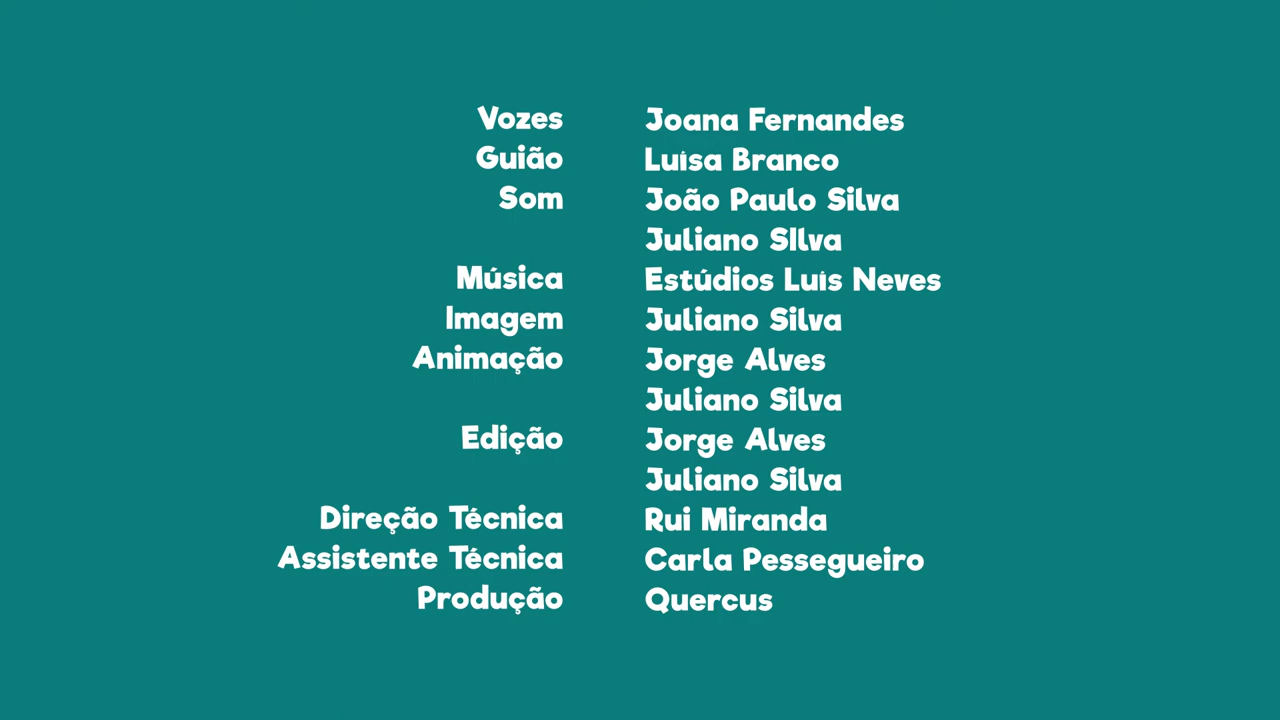 Vozes Joana Fernandes
Guião Luísa Branco
Som João Paulo Silva
Juliano SIlva
Música Estúdios Luís Neves
Imagem Juliano Silva
Animação Jorge Alves
Juliano Silva
Edição Jorge Alves
Juliano Silva
Direção Técnica Rui Miranda
Assistente Técnica Carla Pessegueiro
Produção Quercus